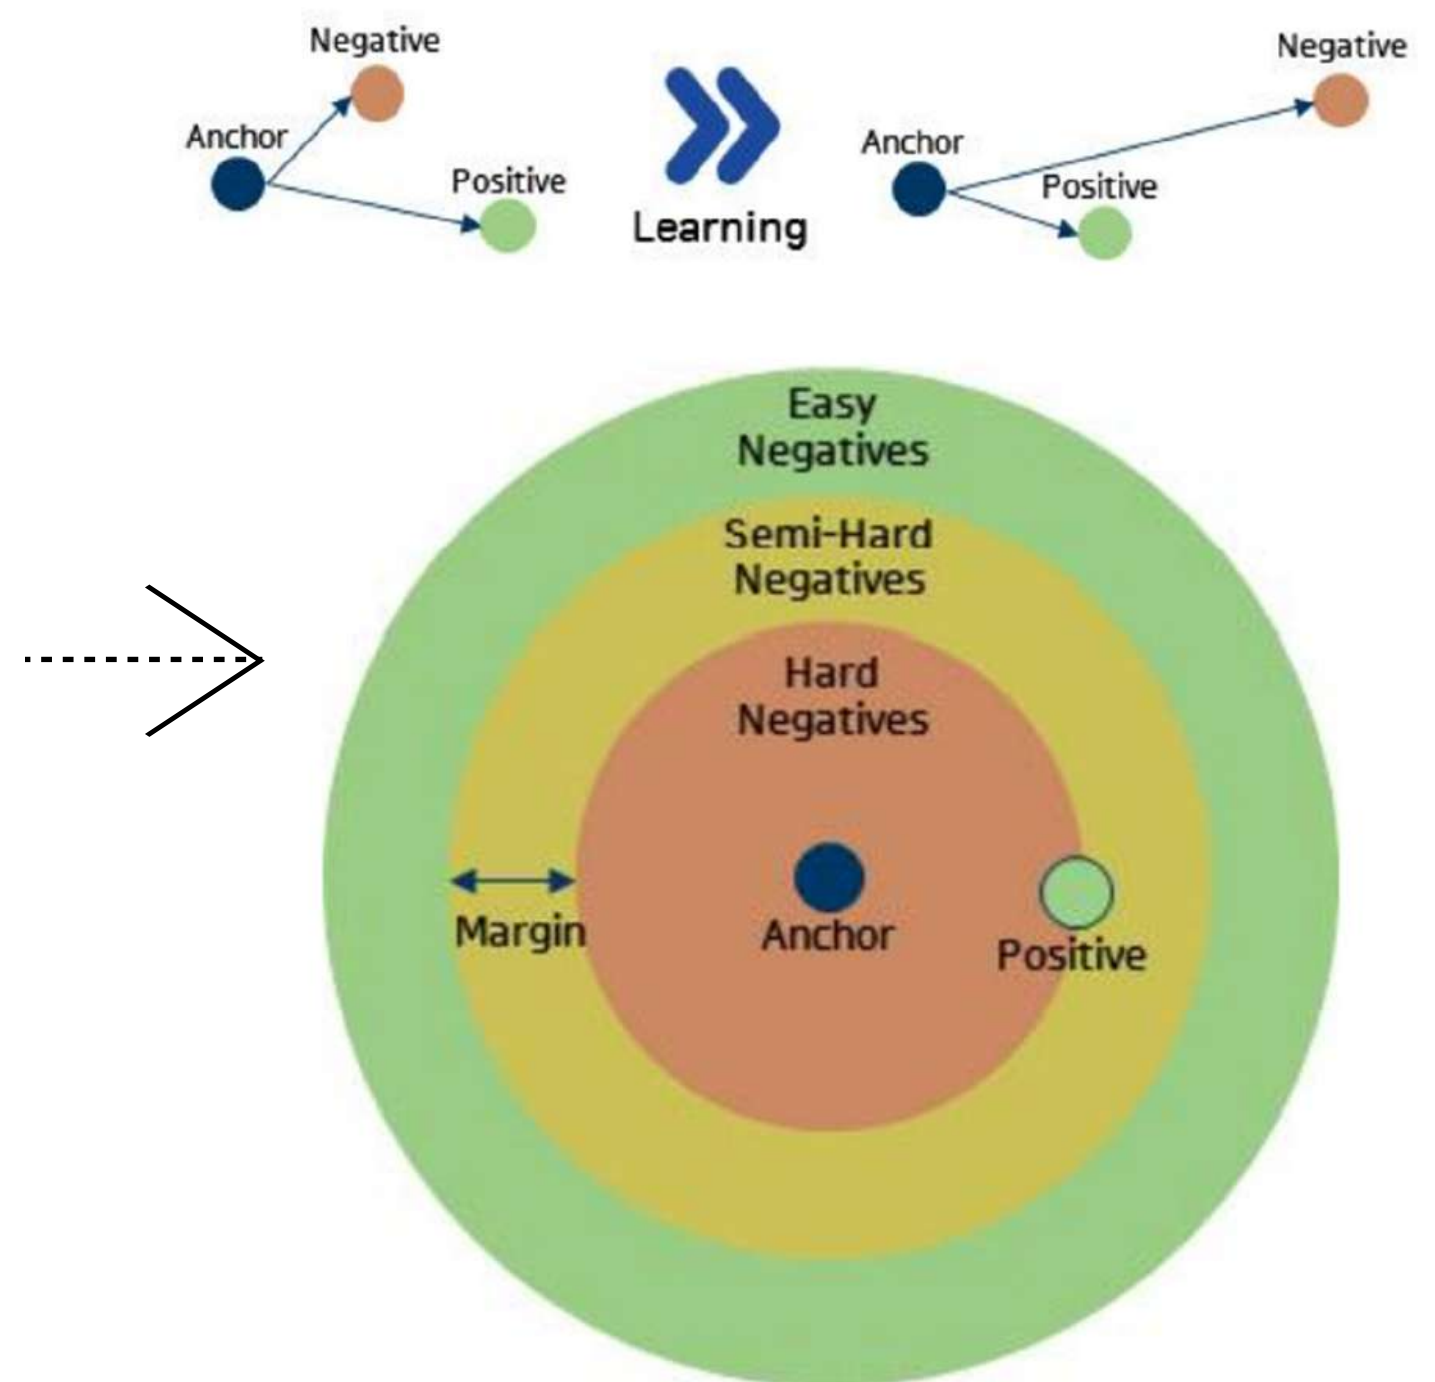 Negative
Anchor
Positive
Learning
Negative
Anchor
Positive
Easy
Negatives
Semi-Hard
Negatives
Hard
Negatives
Margin
Anchor
Positive